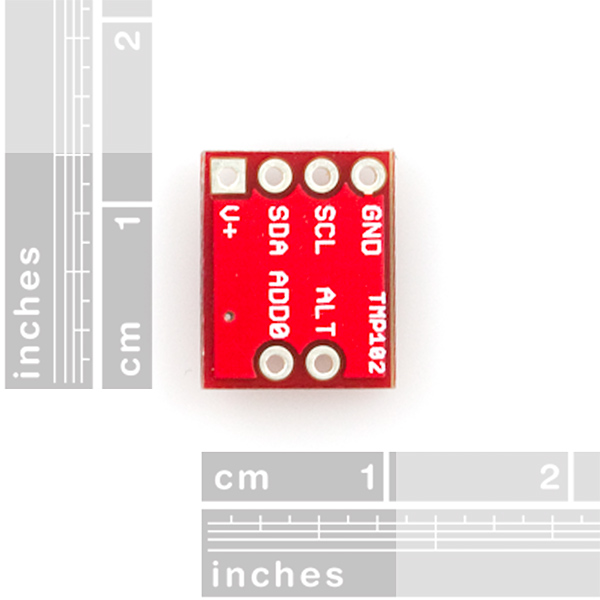 inches
cm
1
2
V+
SDA
SCL
GND
ADD0
ALT
TMP102
cm 1 2
inches